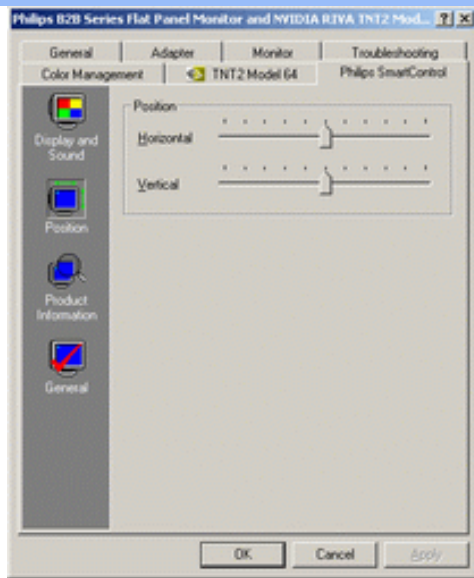 Philips B2B Series Flat Panel Monitor and NVIDIA RIVA TNT2 Mod...
General Adapter Monitor Troubleshooting
Color Management TNT2 Model 64 Philips SmartControl
Display and
Sound
Position
Product
Information
General
Position
Horizontal
Vertical
OK Cancel Apply